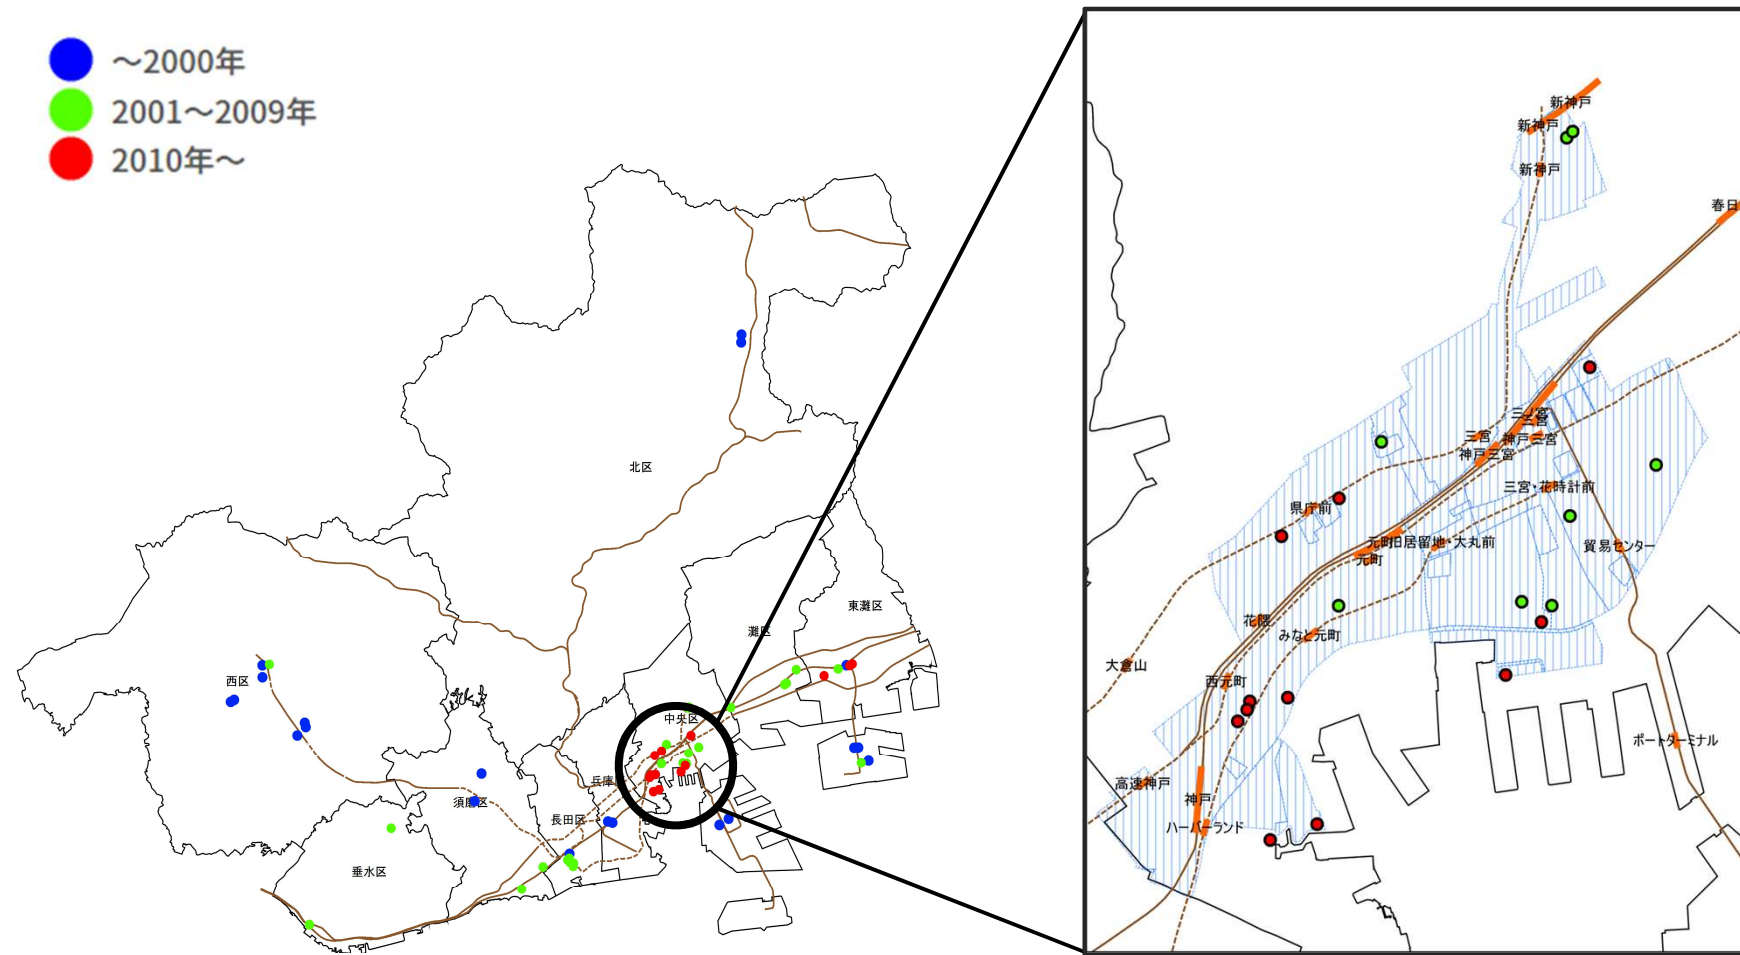 ～2000年
2001～2009年
2010年～
北区
東灘区
灘区
西区
中央区
兵庫
須磨区
長田区
垂水区
新神戸
新神戸
新神戸
春日
三ノ宮
三宮
三宮
神戸三宮
神戸三宮
三宮・花時計前
県庁前
元町
旧居留地・大丸前
元町
貿易センター
花隈
みなと元町
大倉山
西元町
ポートターミナル
高速神戸
神戸
ハーバーランド